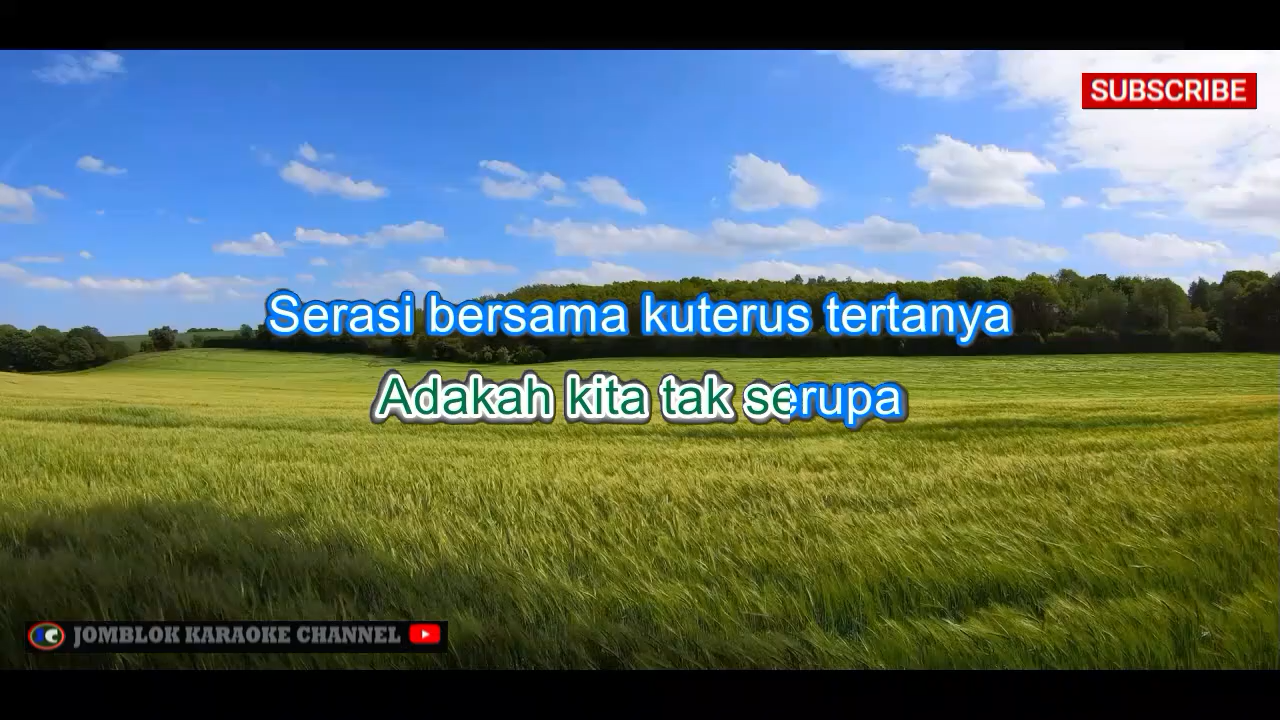 SUBSCRIBE
Serasi bersama kuterus tertanya
Adakah kita tak serupa
JOMBLOK KARAOKE CHANNEL